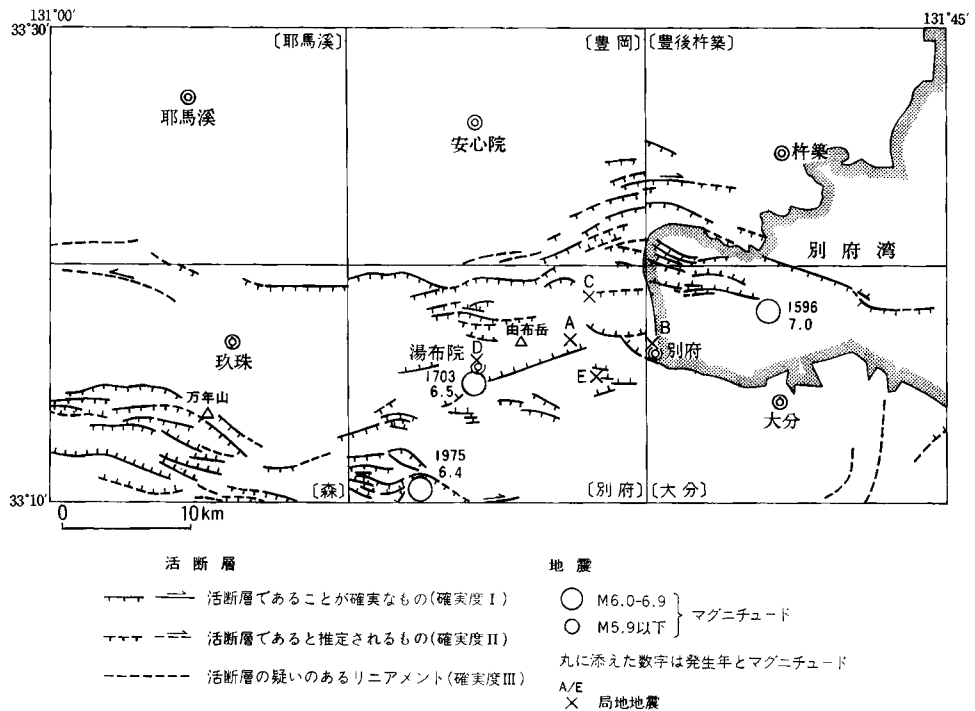 131°00′
131°45′
33°30′
〔耶馬溪〕
〔豊岡〕
〔豊後杵築〕
耶馬溪
安心院
杵築
別府湾
C
1596
7.0
由布岳
A
B
湯布院
D
別府
玖珠
1703
6.5
E
万年山
大分
1975
6.4
33°10′
〔森〕
〔別府〕
〔大分〕
0 10km
活断層
活断層であることが確実なもの(確実度Ⅰ)
活断層であると推定されるもの(確実度Ⅱ)
活断層の疑いのあるリニアメント(確実度Ⅲ)
地震
M6.0-6.9
M5.9以下
マグニチュード
丸に添えた数字は発生年とマグニチュード
A/E
× 局地地震